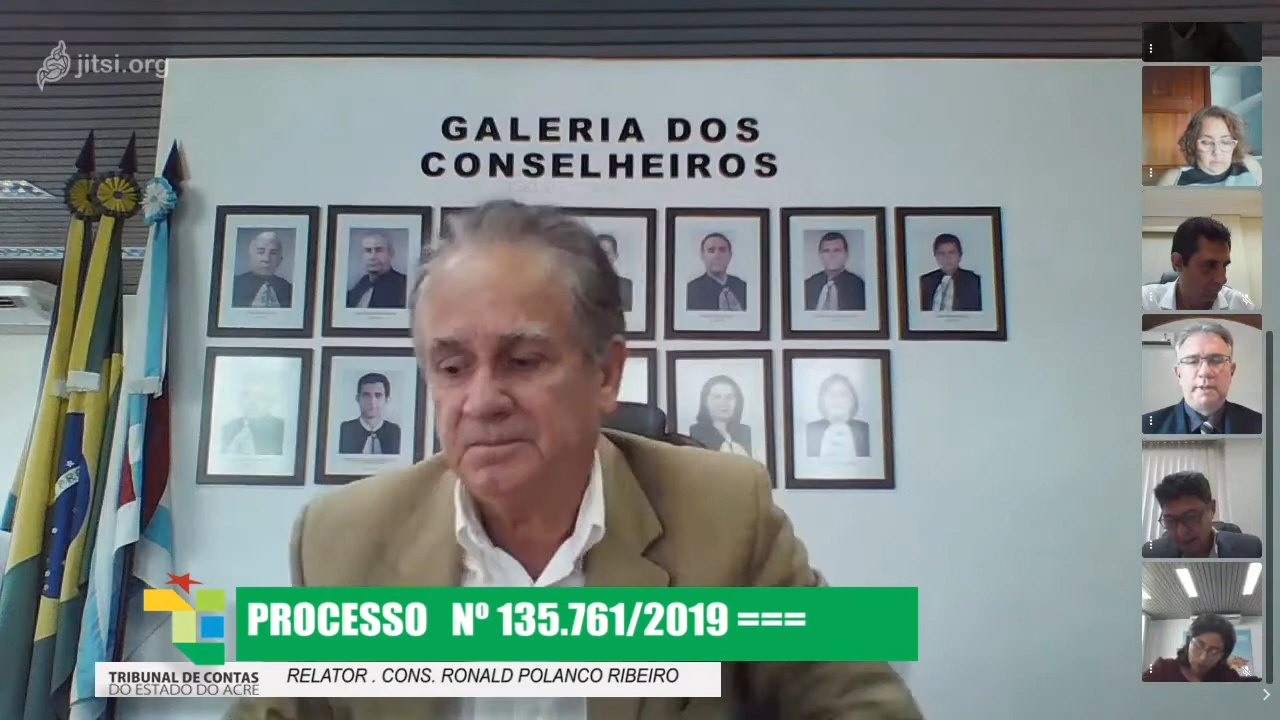 jitsi.org
GALERIA DOS
CONSELHEIROS
PROCESSO Nº 135.761/2019 ===
RELATOR . CONS. RONALD POLANCO RIBEIRO
TRIBUNAL DE CONTAS
DO ESTADO DO ACRE